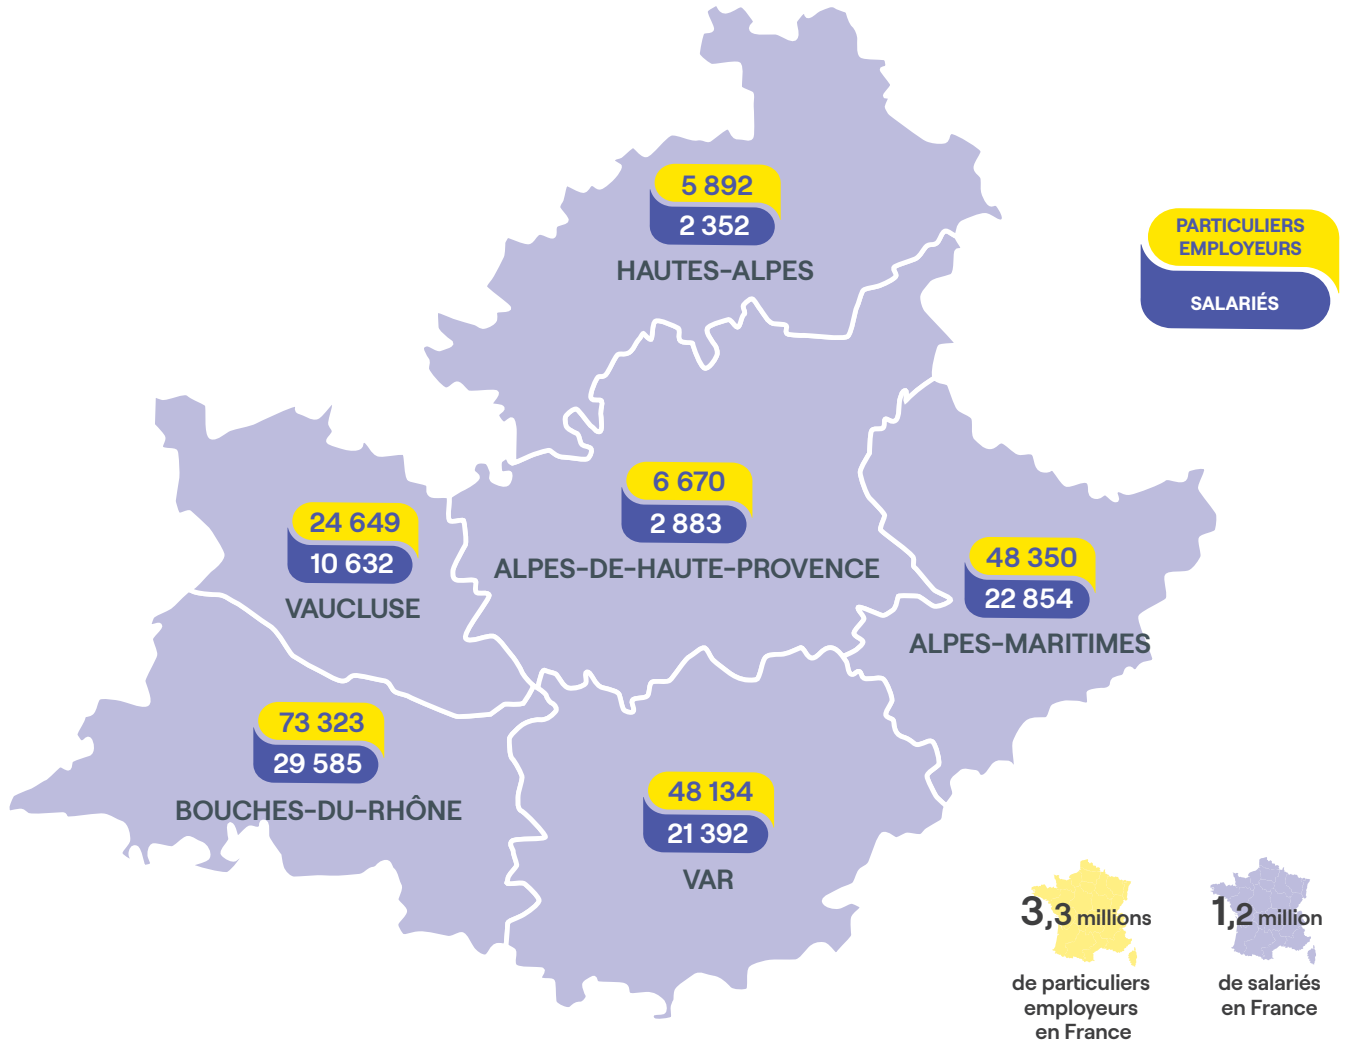 5 892
2 352
HAUTES-ALPES
PARTICULIERS
EMPLOYEURS
SALARIÉS
6 670
2 883
ALPES-DE-HAUTE-PROVENCE
24 649
10 632
VAUCLUSE
48 350
22 854
ALPES-MARITIMES
73 323
29 585
BOUCHES-DU-RHÔNE
48 134
21 392
VAR
3,3 millions
de particuliers
employeurs
en France
1,2 million
de salariés
en France